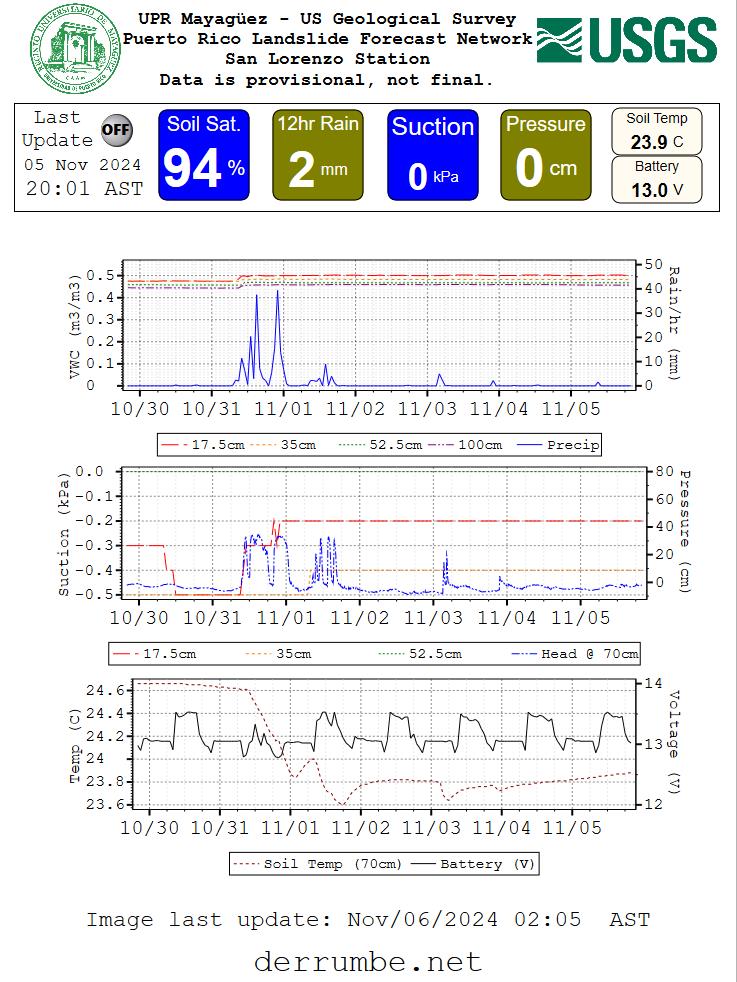 UPR Mayagüez - US Geological Survey
Puerto Rico Landslide Forecast Network
San Lorenzo Station
Data is provisional, not final.
USGS
Last Update
OFF
05 Nov 2024
20:01 AST
Soil Sat.
94 %
12hr Rain
2 mm
Suction
0 kPa
Pressure
0 cm
Soil Temp
23.9 C
Battery
13.0 V
VWC (m3/m3)
0.5
0.4
0.3
0.2
0.1
0
50
40
30
20
10
0
Rain/hr (mm)
10/30 10/31 11/01 11/02 11/03 11/04 11/05
17.5cm 35cm 52.5cm 100cm Precip
Suction (kPa)
0.0
-0.1
-0.2
-0.3
-0.4
-0.5
80
60
40
20
0
Pressure (cm)
10/30 10/31 11/01 11/02 11/03 11/04 11/05
17.5cm 35cm 52.5cm Head @ 70cm
Temp (C)
24.6
24.4
24.2
24
23.8
23.6
14
13
12
Voltage (V)
10/30 10/31 11/01 11/02 11/03 11/04 11/05
Soil Temp (70cm) Battery (V)
Image last update: Nov/06/2024 02:05 AST
derrumbe.net